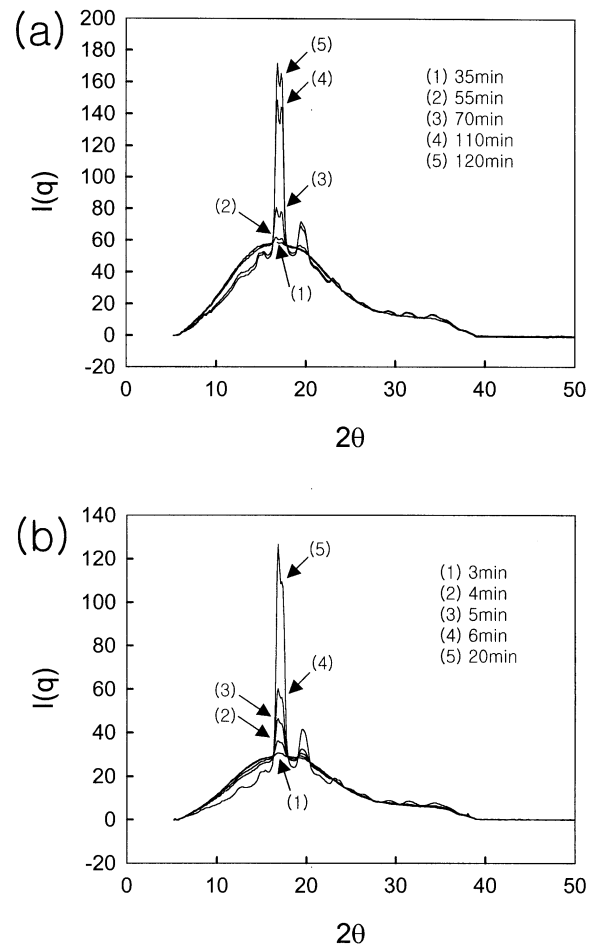 (a)
200
180
160
140
120
100
80
60
40
20
0
-20
I(q)
(5)
(4)
(3)
(2)
(1)
(1) 35min
(2) 55min
(3) 70min
(4) 110min
(5) 120min
0 10 20 30 40 50
2θ
(b)
140
120
100
80
60
40
20
0
-20
I(q)
(5)
(4)
(3)
(2)
(1)
(1) 3min
(2) 4min
(3) 5min
(4) 6min
(5) 20min
0 10 20 30 40 50
2θ